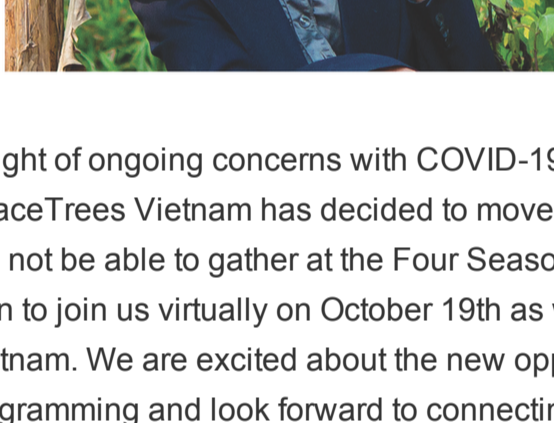 ght of ongoing concerns with COVID-19
aceTrees Vietnam has decided to move
not be able to gather at the Four Seaso
n to join us virtually on October 19th as
tnam. We are excited about the new opp
gramming and look forward to connectin